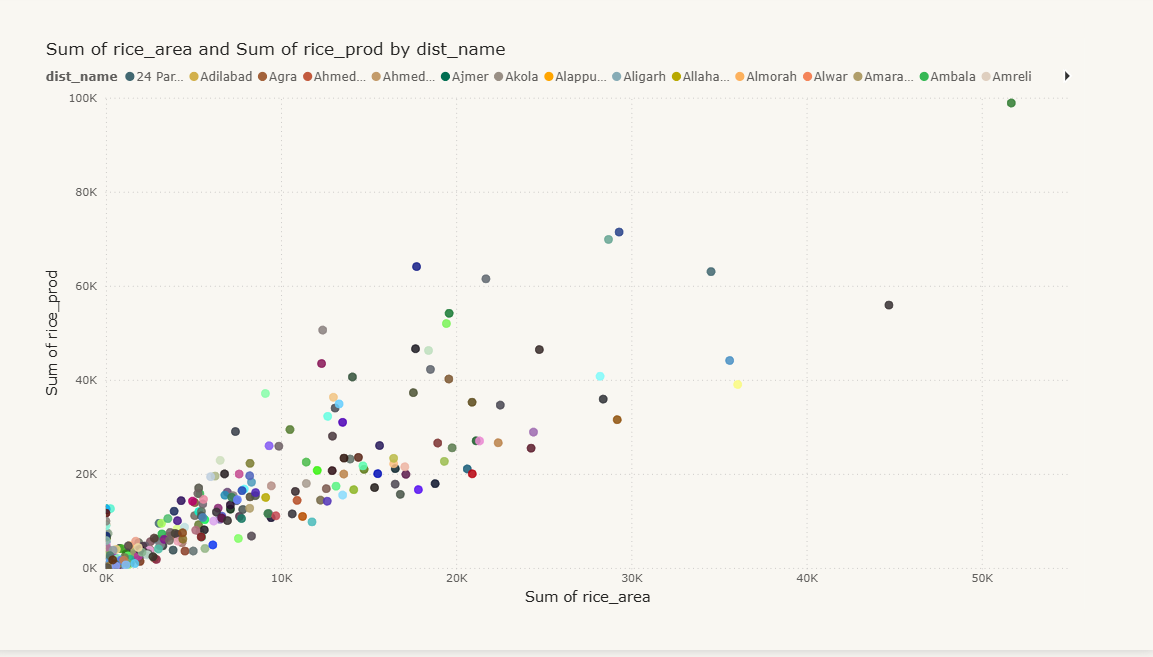 Sum of rice_area and Sum of rice_prod by dist_name
dist_name 24 Par... Adilabad Agra Ahmed... Ahmed... Ajmer Akola Alappu... Aligarh Allaha... Almorah Alwar Amara... Ambala Amreli
100K
80K
60K
40K
20K
0K
Sum of rice_prod
0K 10K 20K 30K 40K 50K
Sum of rice_area